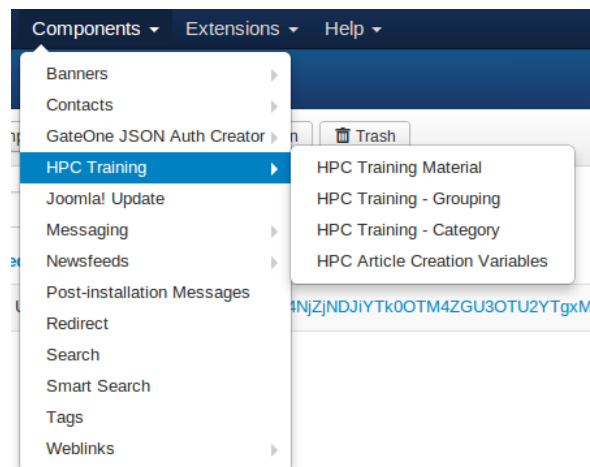 Components Extensions Help
Banners
Contacts
GateOne JSON Auth Creator n Trash
HPC Training HPC Training Material
Joomla! Update HPC Training - Grouping
Messaging HPC Training - Category
Newsfeeds HPC Article Creation Variables
Post-installation Messages
Redirect
Search
Smart Search
Tags
Weblinks